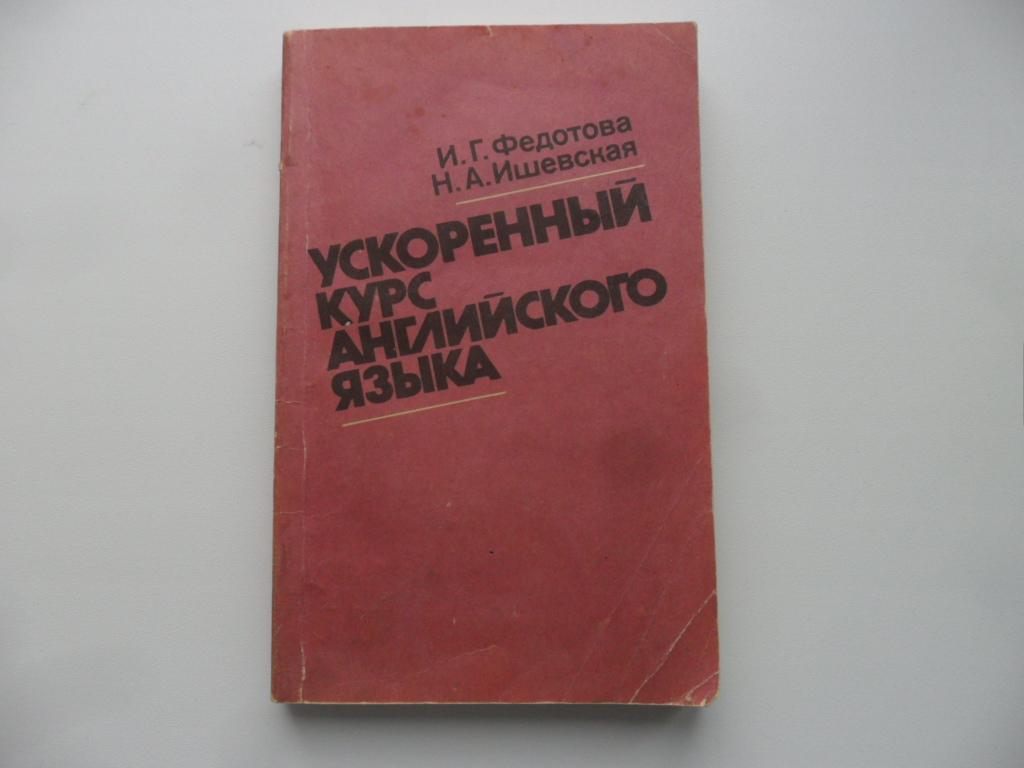 И.Г.Федотова
Н.А.Ишевская
УСКОРЕННЫЙ
КУРС
АНГЛИЙСКОГО
ЯЗЫКА